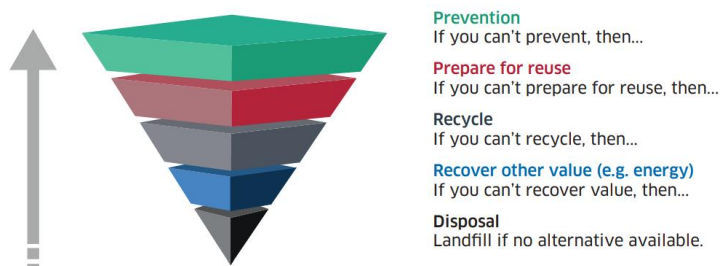 Prevention
If you can't prevent, then...
Prepare for reuse
If you can't prepare for reuse, then...
Recycle
If you can't recycle, then...
Recover other value (e.g. energy)
If you can't recover value, then...
Disposal
Landfill if no alternative available.